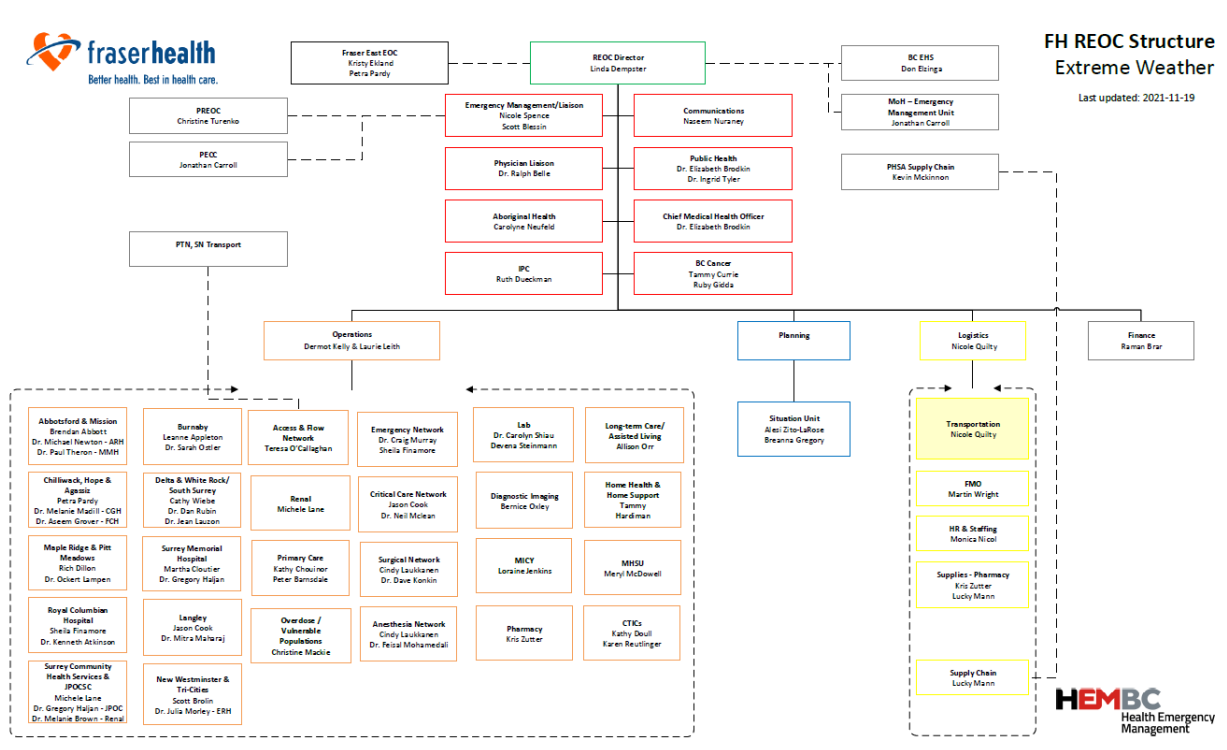 fraserhealth
Better health. Best in health care.
FH REOC Structure
Extreme Weather
Last updated: 2021-11-19
Fraser East EOC
Kristy Ekland
Petra Pardy
REOC Director
Linda Dempster
BC EHS
Don Elzinga
MoH – Emergency
Management Unit
Jonathan Carroll
PREOC
Christine Turenko
PECC
Jonathan Carroll
Emergency Management/Liaison
Nicole Spence
Scott Blessin
Communications
Naseem Nuraney
Physician Liaison
Dr. Ralph Belle
Public Health
Dr. Elizabeth Brodkin
Dr. Ingrid Tyler
PHSA Supply Chain
Kevin Mckinnon
Aboriginal Health
Carolyne Neufeld
Chief Medical Health Officer
Dr. Elizabeth Brodkin
PTN, SN Transport
IPC
Ruth Dueckman
BC Cancer
Tammy Currie
Ruby Gidda
Operations
Dermot Kelly & Laurie Leith
Planning
Logistics
Nicole Quilty
Finance
Raman Brar
Abbotsford & Mission
Brendan Abbott
Dr. Michael Newton - ARH
Dr. Paul Theron - MMH
Burnaby
Leanne Appleton
Dr. Sarah Ostler
Access & Flow
Network
Teresa O'Callaghan
Emergency Network
Dr. Craig Murray
Sheila Finamore
Lab
Dr. Carolyn Shiau
Devena Steinmann
Long-term Care/
Assisted Living
Allison Orr
Situation Unit
Alesi Zito-LaRose
Breanna Gregory
Transportation
Nicole Quilty
Chilliwack, Hope &
Agassiz
Petra Pardy
Dr. Melanie Madill - CGH
Dr. Aseem Grover - FCH
Delta & White Rock/
South Surrey
Cathy Wiebe
Dr. Dan Rubin
Dr. Jean Lauzon
Renal
Michele Lane
Critical Care Network
Jason Cook
Dr. Neil Mclean
Diagnostic Imaging
Bernice Oxley
Home Health &
Home Support
Tammy
Hardiman
FMO
Martin Wright
HR & Staffing
Monica Nicol
Maple Ridge & Pitt
Meadows
Rich Dillon
Dr. Ockert Lampen
Surrey Memorial
Hospital
Martha Cloutier
Dr. Gregory Haljan
Primary Care
Kathy Chouinor
Peter Barnsdale
Surgical Network
Cindy Laukkanen
Dr. Dave Konkin
MICY
Loraine Jenkins
MHSU
Meryl McDowell
Supplies - Pharmacy
Kris Zutter
Lucky Mann
Royal Columbian
Hospital
Sheila Finamore
Dr. Kenneth Atkinson
Langley
Jason Cook
Dr. Mitra Maharaj
Overdose /
Vulnerable
Populations
Christine Mackie
Anesthesia Network
Cindy Laukkanen
Dr. Feisal Mohamedali
Pharmacy
Kris Zutter
CTICs
Kathy Doull
Karen Reutlinger
Surrey Community
Health Services &
JPOCSC
Michele Lane
Dr. Gregory Haljan - JPOC
Dr. Melanie Brown - Renal
New Westminster &
Tri-Cities
Scott Brolin
Dr. Julia Morley - ERH
Supply Chain
Lucky Mann
HEMBC
Health Emergency
Management